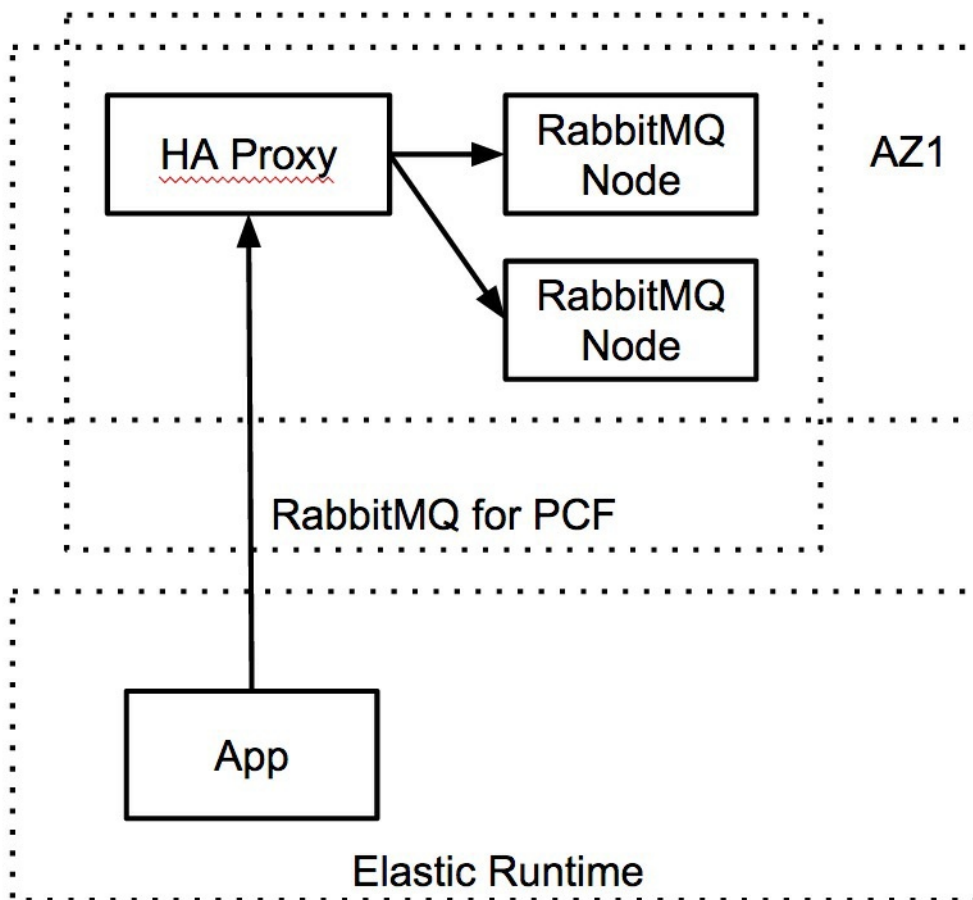 HA Proxy
RabbitMQ
Node
AZ1
RabbitMQ
Node
RabbitMQ for PCF
App
Elastic Runtime